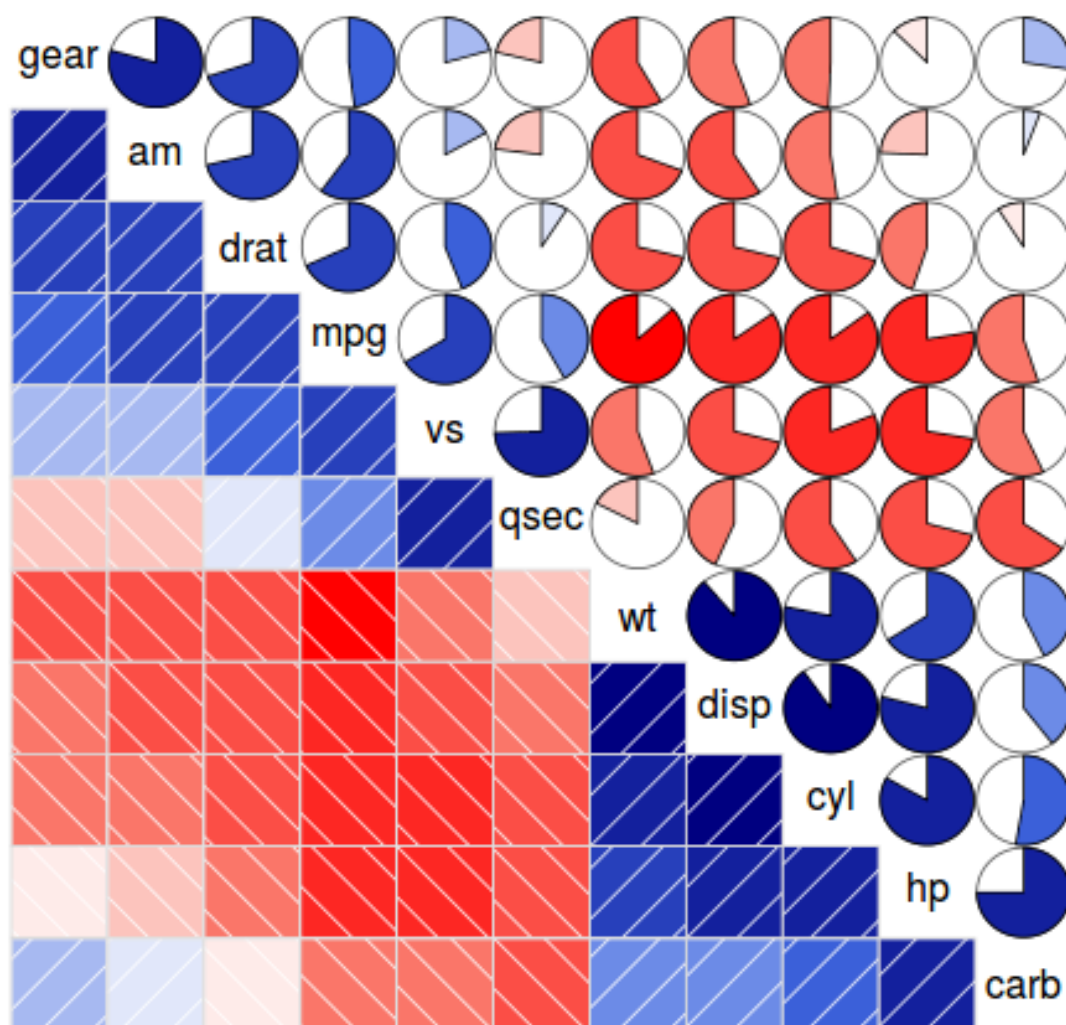 gear
am
drat
mpg
vs
qsec
wt
disp
cyl
hp
carb